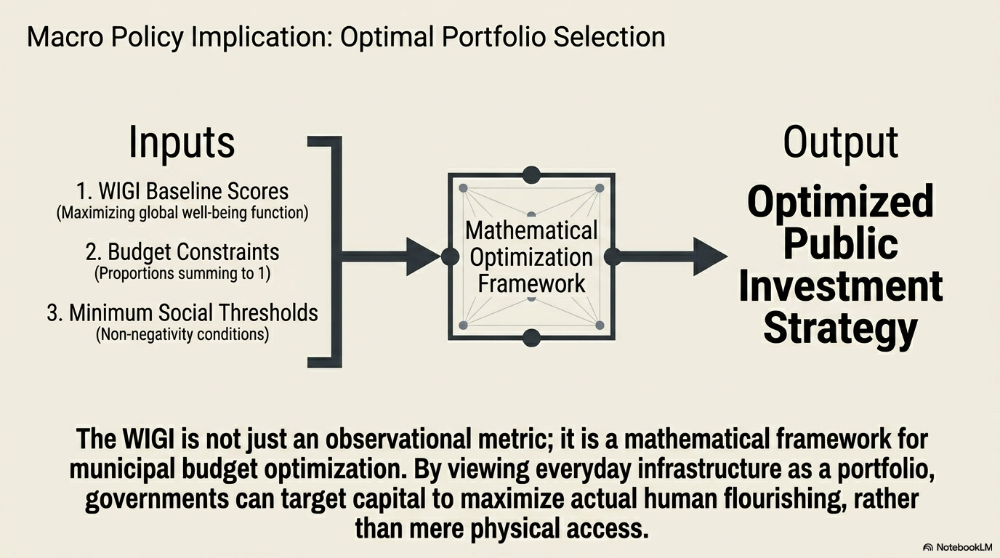 Macro Policy Implication: Optimal Portfolio Selection
Inputs
1. WIGI Baseline Scores
(Maximizing global well-being function)
2. Budget Constraints
(Proportions summing to 1)
3. Minimum Social Thresholds
(Non-negativity conditions)
Mathematical
Optimization
Framework
Output
Optimized
Public
Investment
Strategy
The WIGI is not just an observational metric; it is a mathematical framework for
municipal budget optimization. By viewing everyday infrastructure as a portfolio,
governments can target capital to maximize actual human flourishing, rather
than mere physical access.
NotebookLM